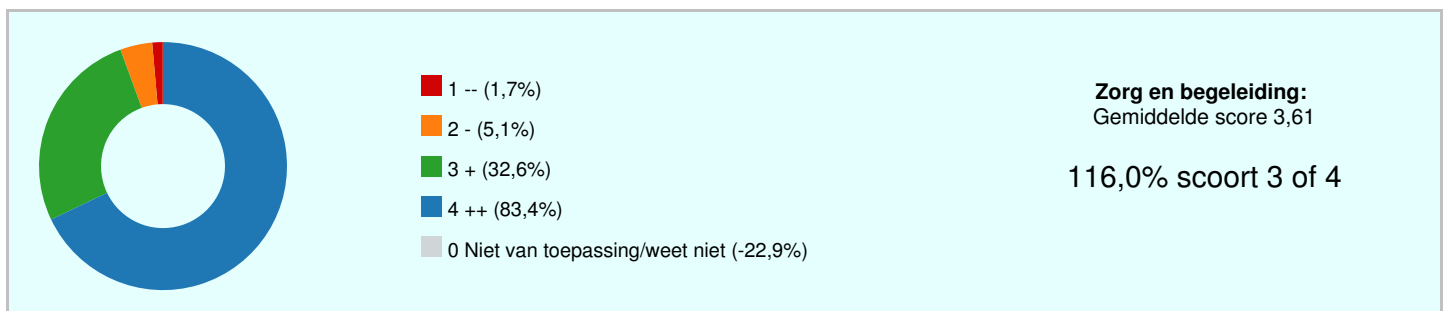 1 -- (1,7%)
2 - (5,1%)
3 + (32,6%)
4 ++ (83,4%)
0 Niet van toepassing/weet niet (-22,9%)
Zorg en begeleiding:
Gemiddelde score 3,61
116,0% scoort 3 of 4